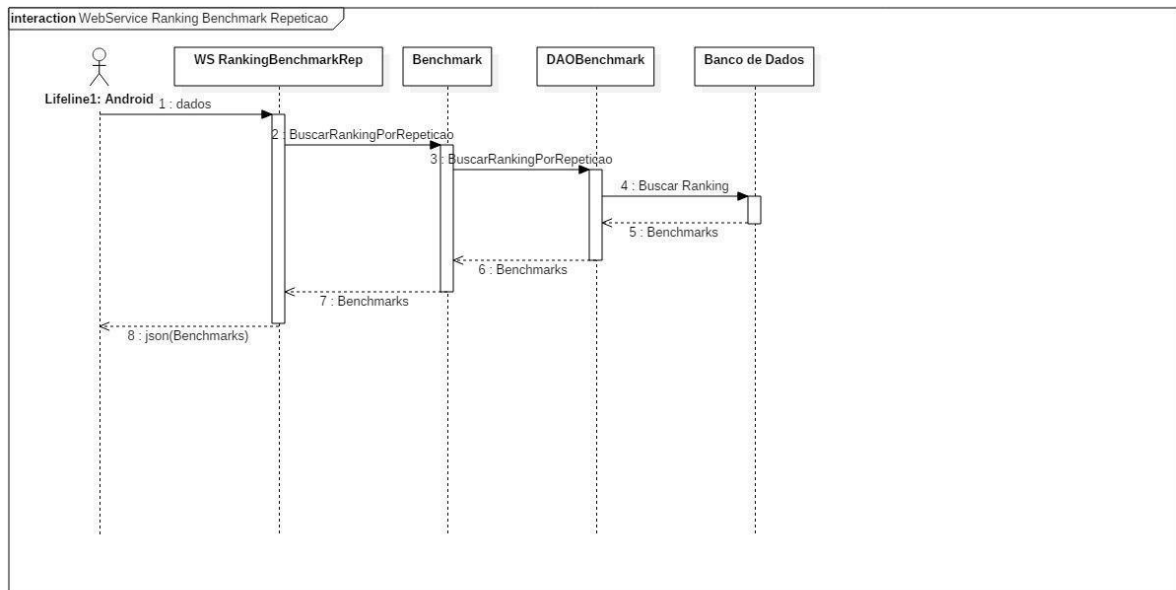 interaction WebService Ranking Benchmark Repeticao
WS RankingBenchmarkRep
Benchmark
DAOBenchmark
Banco de Dados
Lifeline1: Android
1 : dados
2 : BuscarRankingPorRepeticao
3 : BuscarRankingPorRepeticao
4 : Buscar Ranking
5 : Benchmarks
6 : Benchmarks
7 : Benchmarks
8 : json(Benchmarks)